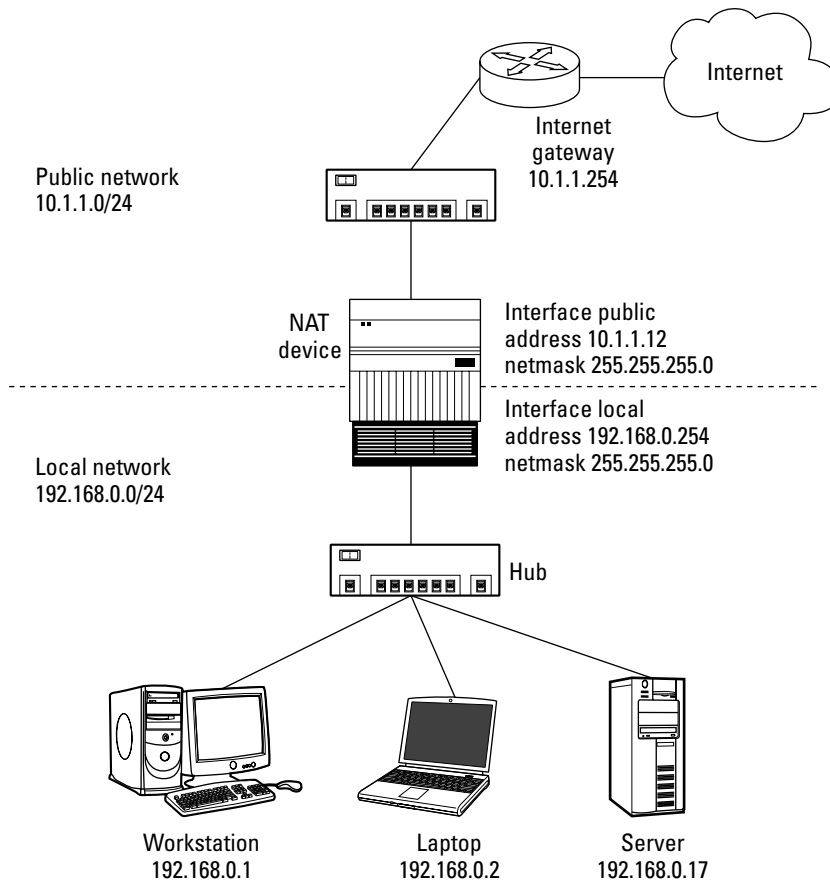 Internet
Internet
gateway
10.1.1.254
Public network
10.1.1.0/24
NAT
device
Interface public
address 10.1.1.12
netmask 255.255.255.0
Interface local
address 192.168.0.254
netmask 255.255.255.0
Local network
192.168.0.0/24
Hub
Workstation
192.168.0.1
Laptop
192.168.0.2
Server
192.168.0.17